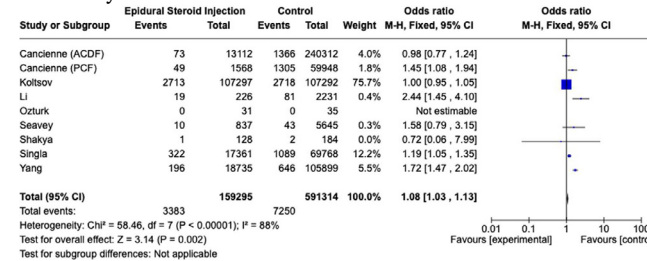 Epidural Steroid Injection Control Odds ratio Odds ratio
Study or Subgroup Events Total Events Total Weight M-H, Fixed, 95% CI M-H, Fixed, 95% CI
Cancienne (ACDF) 73 13112 1366 240312 4.0% 0.98 [0.77 , 1.24]
Cancienne (PCF) 49 1568 1305 59948 1.8% 1.45 [1.08 , 1.94]
Koltsov 2713 107297 2718 107292 75.7% 1.00 [0.95 , 1.05]
Li 19 226 81 2231 0.4% 2.44 [1.45 , 4.10]
Ozturk 0 31 0 35 Not estimable
Seavey 10 837 43 5645 0.3% 1.58 [0.79 , 3.15]
Shakya 1 128 2 184 0.0% 0.72 [0.06 , 7.99]
Singla 322 17361 1089 69768 12.2% 1.19 [1.05 , 1.35]
Yang 196 18735 646 105899 5.5% 1.72 [1.47 , 2.02]
Total (95% CI) 159295 591314 100.0% 1.08 [1.03 , 1.13]
Total events: 3383 7250
Heterogeneity: Chi² = 58.46, df = 7 (P < 0.00001); I² = 88%
Test for overall effect: Z = 3.14 (P = 0.002)
Test for subgroup differences: Not applicable
0.01 0.1 1 10 100
Favours [experimental] Favours [contro